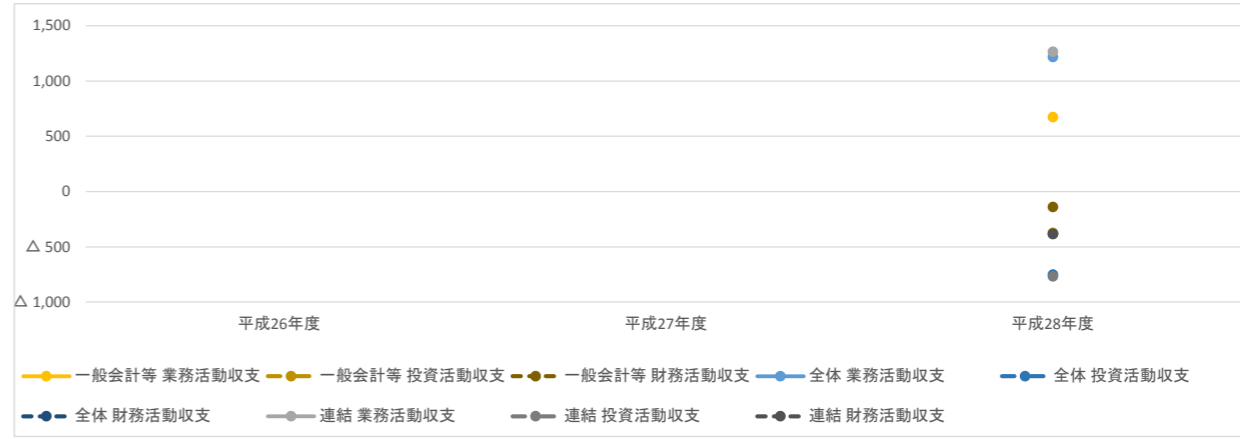 1,500
1,000
500
0
△ 500
△ 1,000
平成26年度 平成27年度 平成28年度
一般会計等 業務活動収支 一般会計等 投資活動収支 一般会計等 財務活動収支 全体 業務活動収支 全体 投資活動収支
全体 財務活動収支 連結 業務活動収支 連結 投資活動収支 連結 財務活動収支